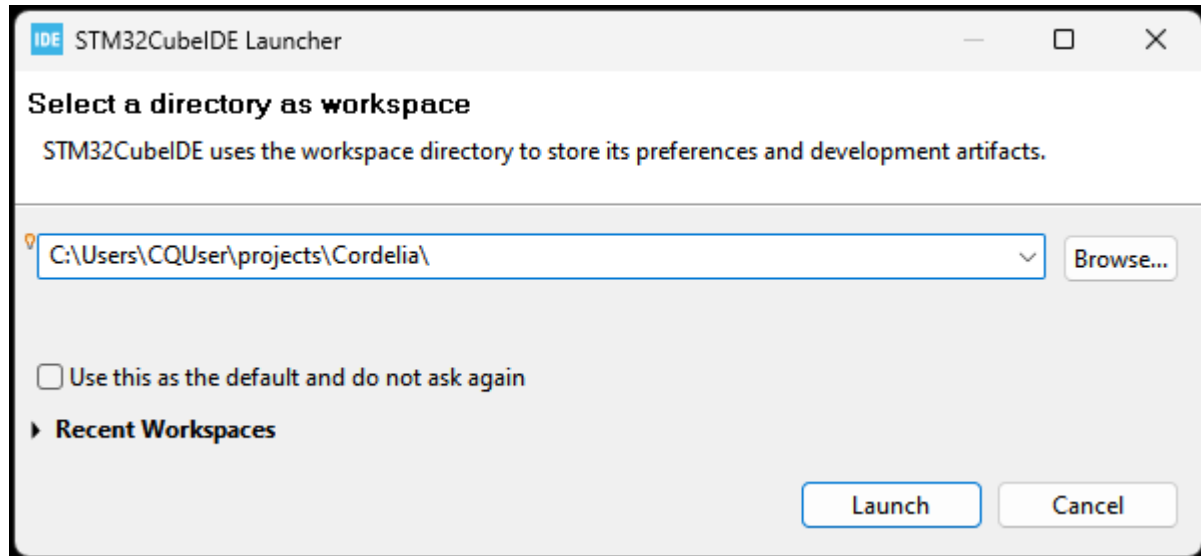 IDE STM32CubeIDE Launcher
Select a directory as workspace
STM32CubeIDE uses the workspace directory to store its preferences and development artifacts.
C:\Users\CQUser\projects\Cordelia\
Browse...
Use this as the default and do not ask again
Recent Workspaces
Launch
Cancel